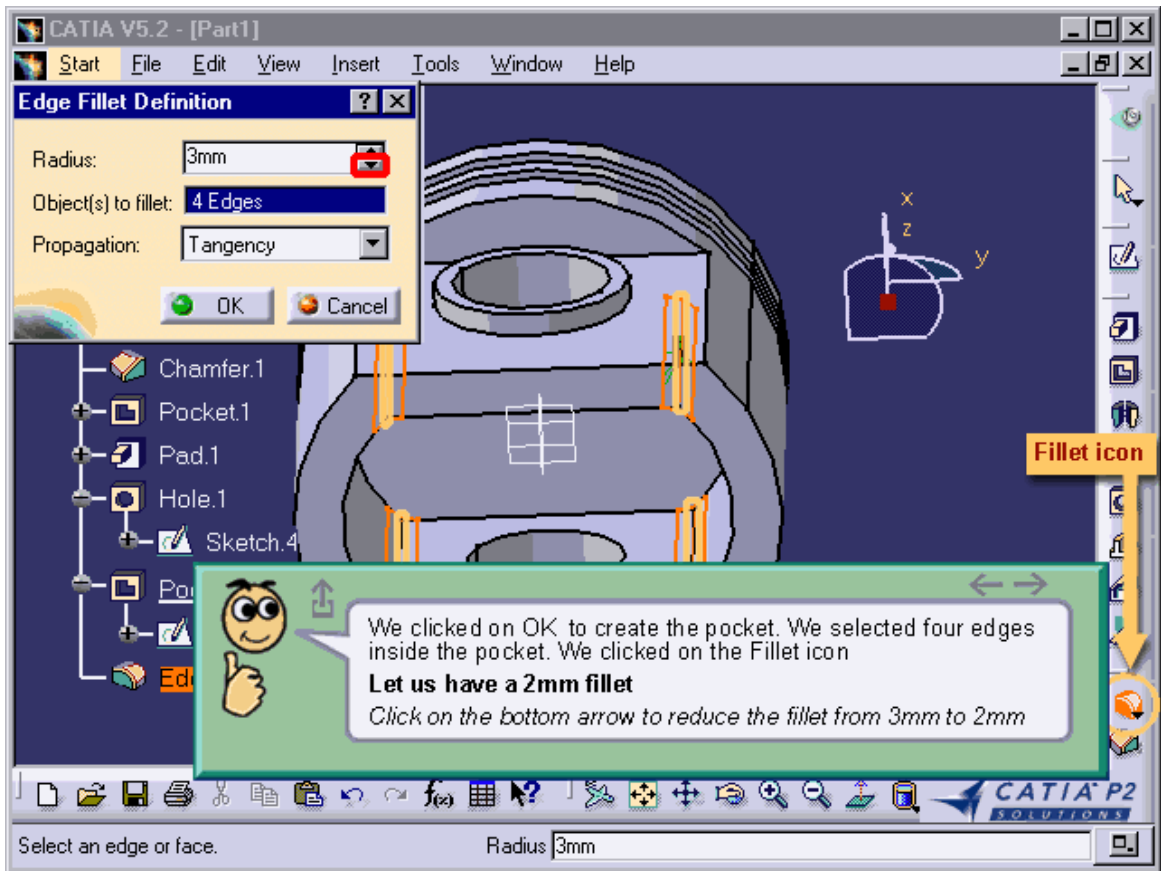 CATIA V5.2 - [Part1]
Start File Edit View Insert Tools Window Help
Edge Fillet Definition
Radius: 3mm
Object(s) to fillet: 4 Edges
Propagation: Tangency
OK Cancel
x
z
y
Chamfer.1
Pocket.1
Pad.1
Hole.1
Sketch.4
Fillet icon
We clicked on OK to create the pocket. We selected four edges
inside the pocket. We clicked on the Fillet icon
Let us have a 2mm fillet
Click on the bottom arrow to reduce the fillet from 3mm to 2mm
f(x)
CATIA P2
SOLUTIONS
Select an edge or face. Radius 3mm